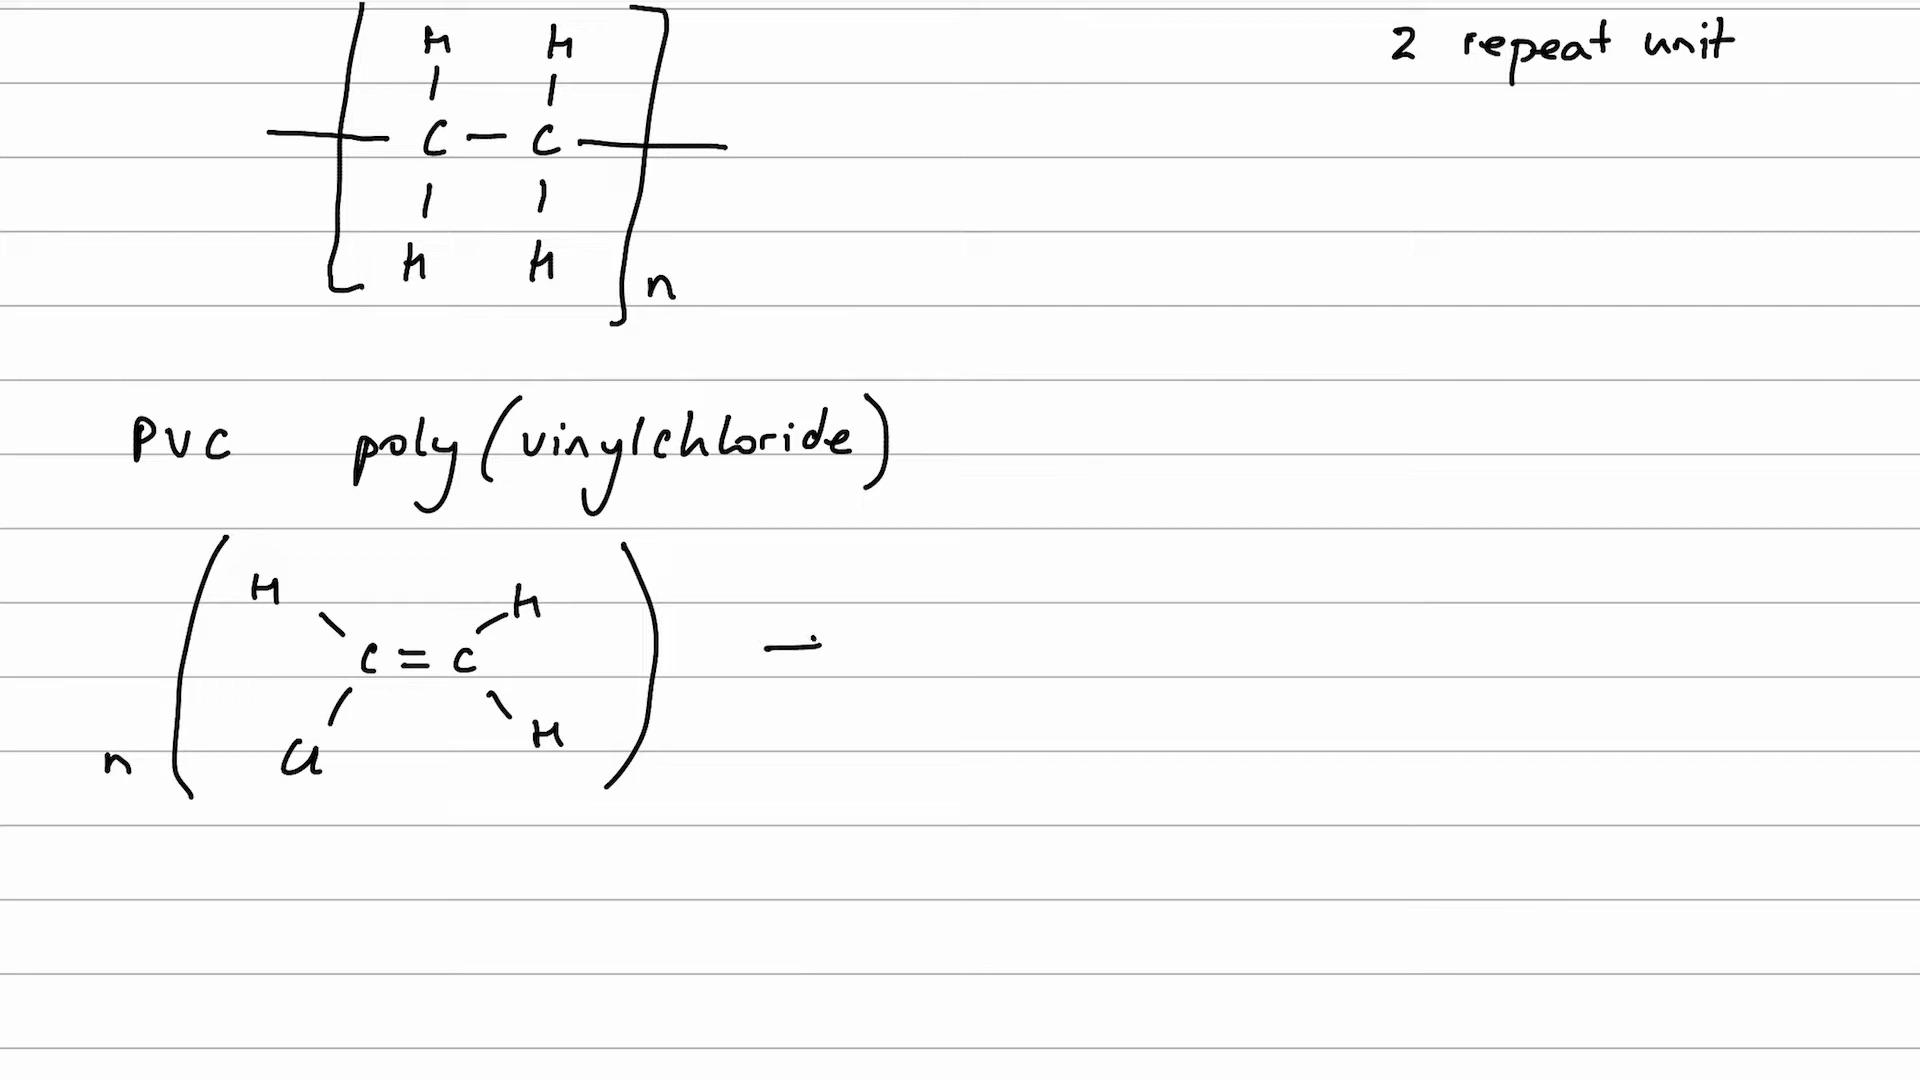 H H
2 repeat unit
C – C
H H
n
PVC poly(vinylchloride)
H H
C = C
H
n Cl